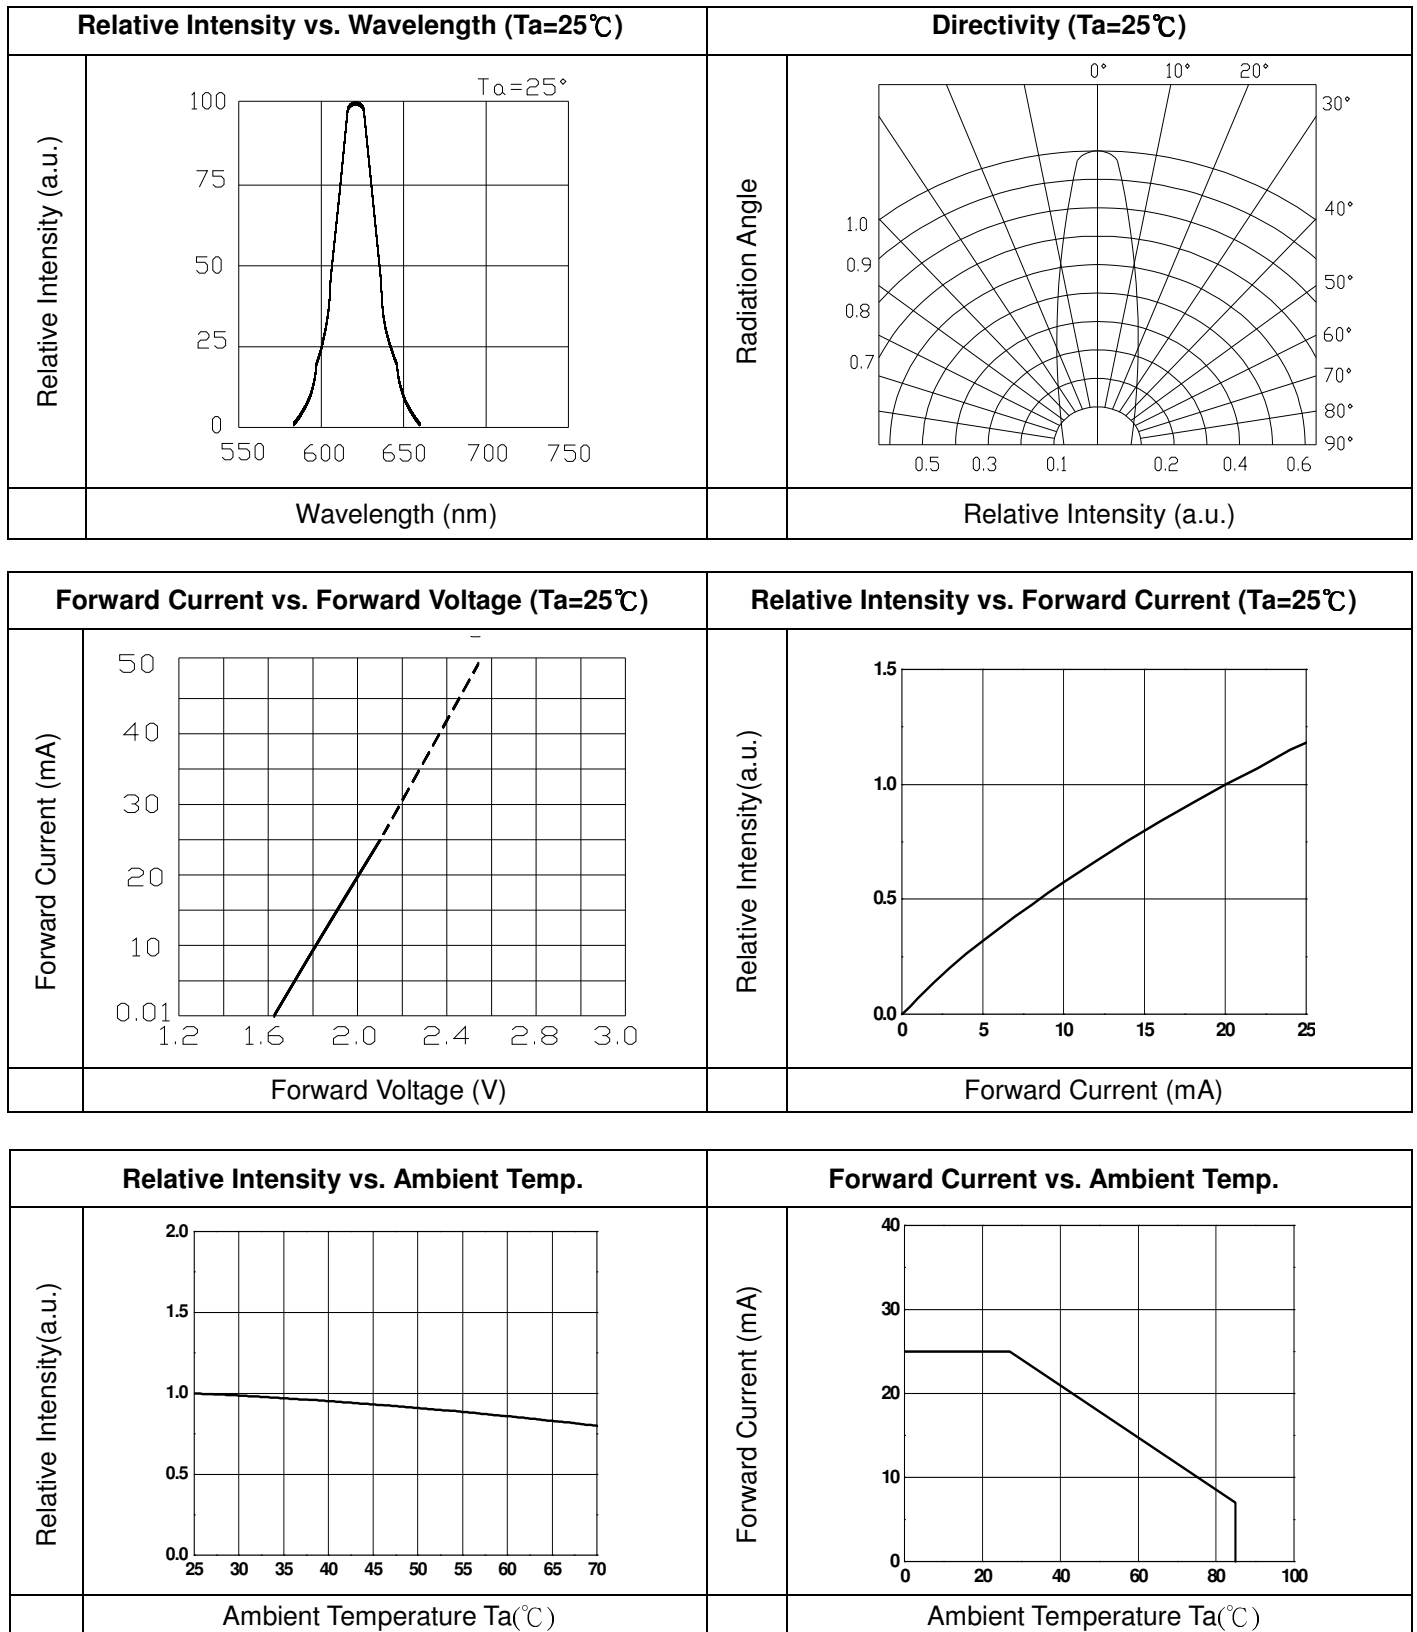 Relative Intensity vs. Wavelength (Ta=25℃)
Directivity (Ta=25℃)
Relative Intensity (a.u.)
Ta=25°
100
75
50
25
0
550 600 650 700 750
Wavelength (nm)
Radiation Angle
0° 10° 20°
30°
40°
50°
60°
70°
80°
90°
1.0
0.9
0.8
0.7
0.5 0.3 0.1 0.2 0.4 0.6
Relative Intensity (a.u.)
Forward Current vs. Forward Voltage (Ta=25℃)
Relative Intensity vs. Forward Current (Ta=25℃)
Forward Current (mA)
50
40
30
20
10
0.01
1.2 1.6 2.0 2.4 2.8 3.0
Forward Voltage (V)
Relative Intensity(a.u.)
1.5
1.0
0.5
0.0
0 5 10 15 20 25
Forward Current (mA)
Relative Intensity vs. Ambient Temp.
Forward Current vs. Ambient Temp.
Relative Intensity(a.u.)
2.0
1.5
1.0
0.5
0.0
25 30 35 40 45 50 55 60 65 70
Ambient Temperature Ta(℃)
Forward Current (mA)
40
30
20
10
0
0 20 40 60 80 100
Ambient Temperature Ta(℃)